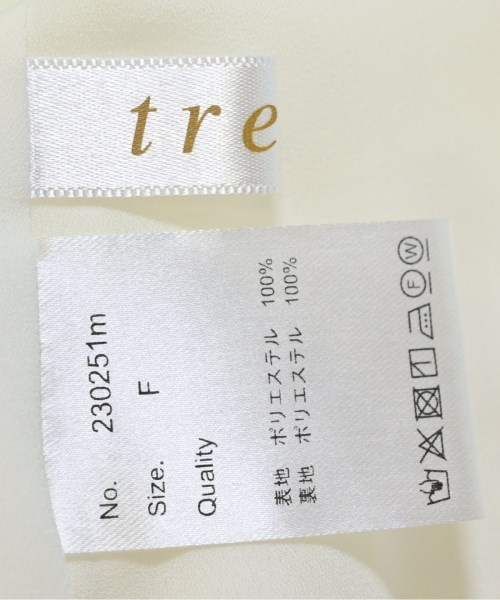 tre
No. 230251m
Size. F
Quality
表地 ポリエステル 100%
裏地 ポリエステル 100%
F W